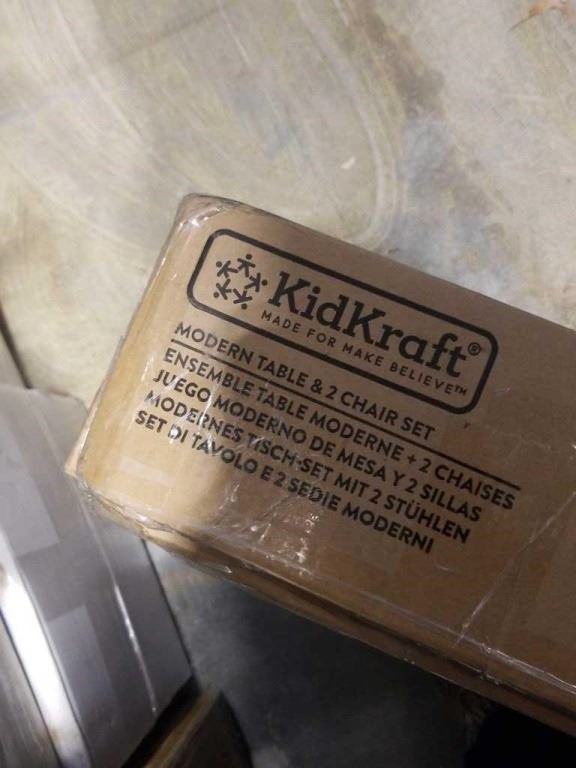 KidKraft®
MADE FOR MAKE BELIEVE™
MODERN TABLE & 2 CHAIR SET
ENSEMBLE TABLE MODERNE + 2 CHAISES
JUEGO MODERNO DE MESA Y 2 SILLAS
MODERNES TISCH-SET MIT 2 STÜHLEN
SET DI TAVOLO E 2 SEDIE MODERNI